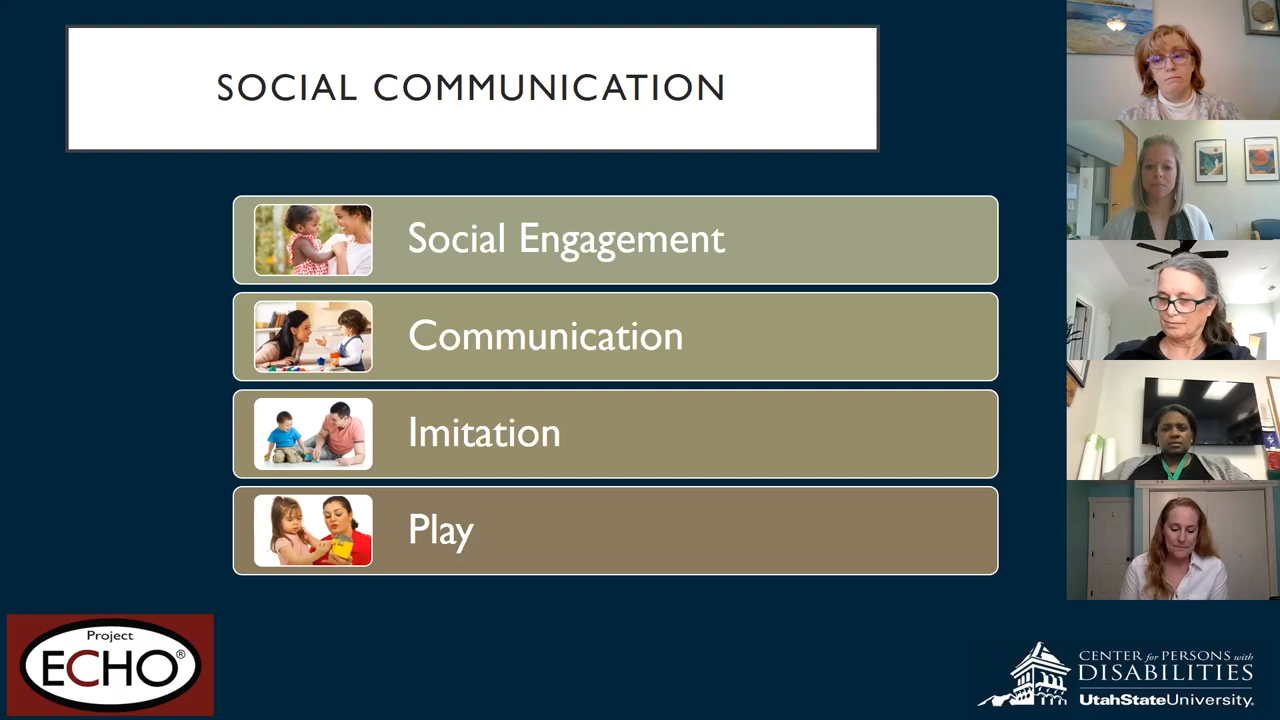 SOCIAL COMMUNICATION
Social Engagement
Communication
Imitation
Play
Project
ECHO®
CENTER for PERSONS with
DISABILITIES
UtahStateUniversity.